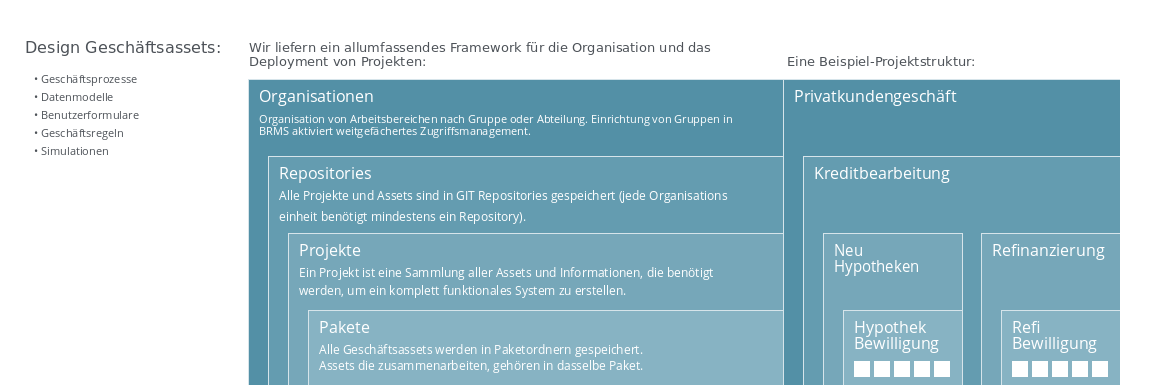 Design Geschäftsassets:
• Geschäftsprozesse
• Datenmodelle
• Benutzerformulare
• Geschäftsregeln
• Simulationen
Wir liefern ein allumfassendes Framework für die Organisation und das
Deployment von Projekten:
Organisationen
Organisation von Arbeitsbereichen nach Gruppe oder Abteilung. Einrichtung von Gruppen in
BRMS aktiviert weitgefächertes Zugriffsmanagement.
Repositories
Alle Projekte und Assets sind in GIT Repositories gespeichert (jede Organisations
einheit benötigt mindestens ein Repository).
Projekte
Ein Projekt ist eine Sammlung aller Assets und Informationen, die benötigt
werden, um ein komplett funktionales System zu erstellen.
Pakete
Alle Geschäftsassets werden in Paketordnern gespeichert.
Assets die zusammenarbeiten, gehören in dasselbe Paket.
Eine Beispiel-Projektstruktur:
Privatkundengeschäft
Kreditbearbeitung
Neu
Hypotheken
Hypothek
Bewilligung
Refinanzierung
Refi
Bewilligung